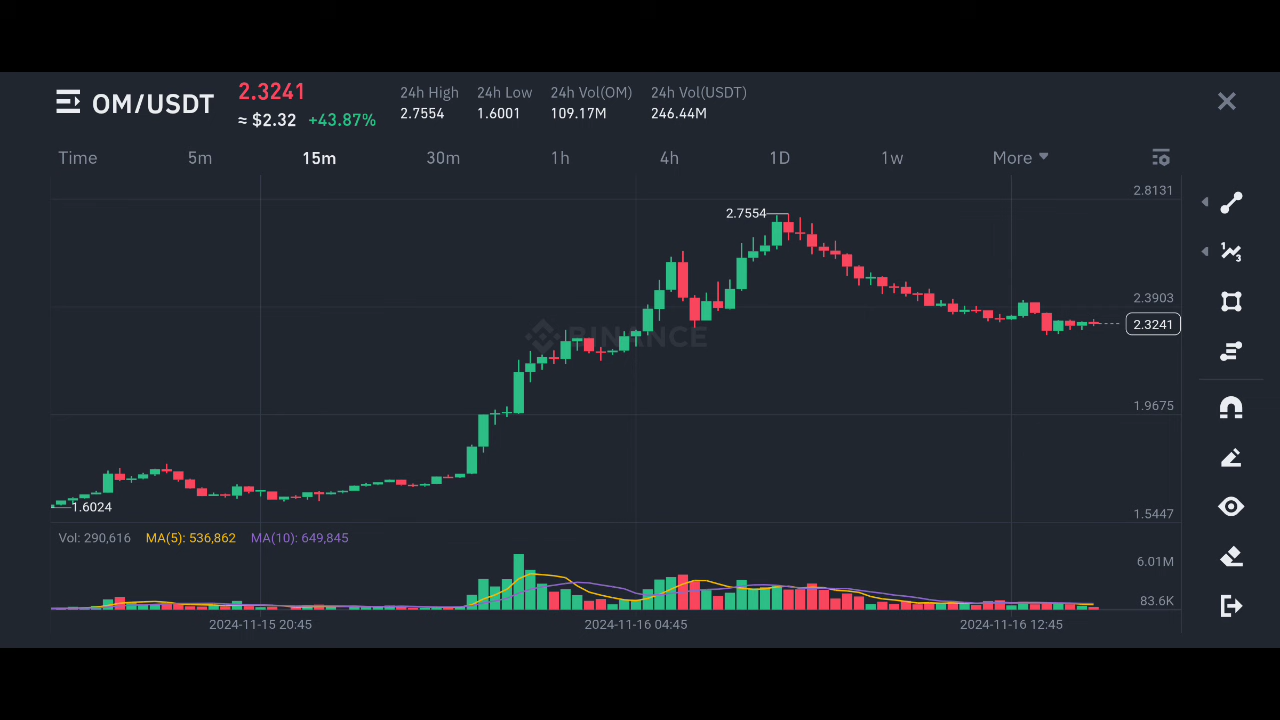 OM/USDT
2.3241
≈ $2.32 +43.87%
24h High 24h Low 24h Vol(OM) 24h Vol(USDT)
2.7554 1.6001 109.17M 246.44M
Time 5m 15m 30m 1h 4h 1D 1w More
2.8131
2.7554
2.3903
2.3241
BINANCE
1.9675
1.6024
1.5447
Vol: 290,616 MA(5): 536,862 MA(10): 649,845
6.01M
83.6K
2024-11-15 20:45 2024-11-16 04:45 2024-11-16 12:45